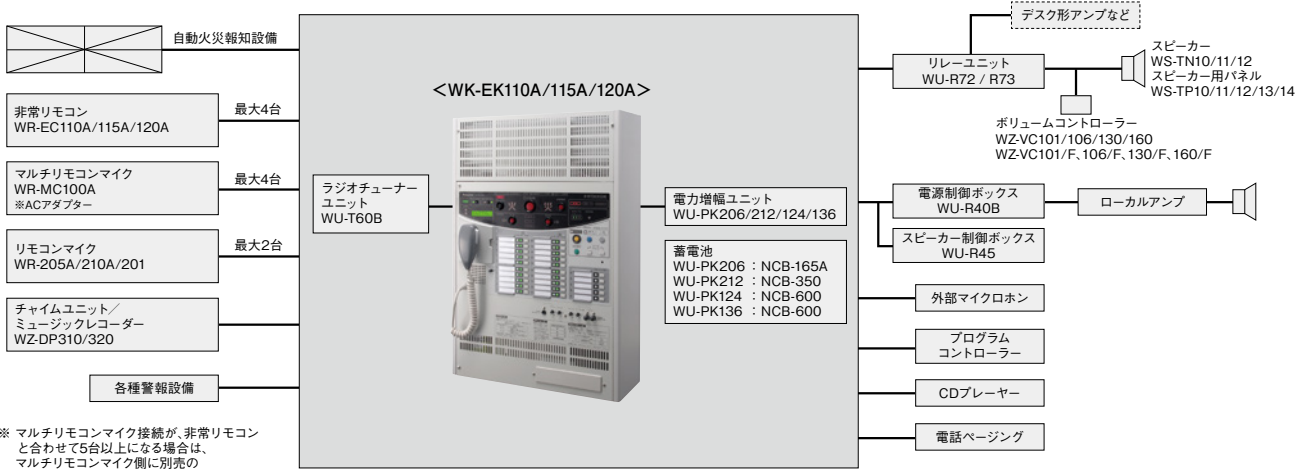 自動火災報知設備
非常リモコン
WR-EC110A/115A/120A
最大4台
マルチリモコンマイク
WR-MC100A
※ACアダプター
最大4台
リモコンマイク
WR-205A/210A/201
最大2台
チャイムユニット／
ミュージックレコーダー
WZ-DP310/320
各種警報設備
※ マルチリモコンマイク接続が、非常リモコン
と合わせて5台以上になる場合は、
マルチリモコンマイク側に別売の
＜WK-EK110A/115A/120A＞
ラジオチューナー
ユニット
WU-T60B
電力増幅ユニット
WU-PK206/212/124/136
蓄電池
WU-PK206：NCB-165A
WU-PK212：NCB-350
WU-PK124：NCB-600
WU-PK136：NCB-600
デスク形アンプなど
リレーユニット
WU-R72 / R73
スピーカー
WS-TN10/11/12
スピーカー用パネル
WS-TP10/11/12/13/14
ボリュームコントローラー
WZ-VC101/106/130/160
WZ-VC101/F、106/F、130/F、160/F
電源制御ボックス
WU-R40B
ローカルアンプ
スピーカー制御ボックス
WU-R45
外部マイクロホン
プログラム
コントローラー
CDプレーヤー
電話ページング